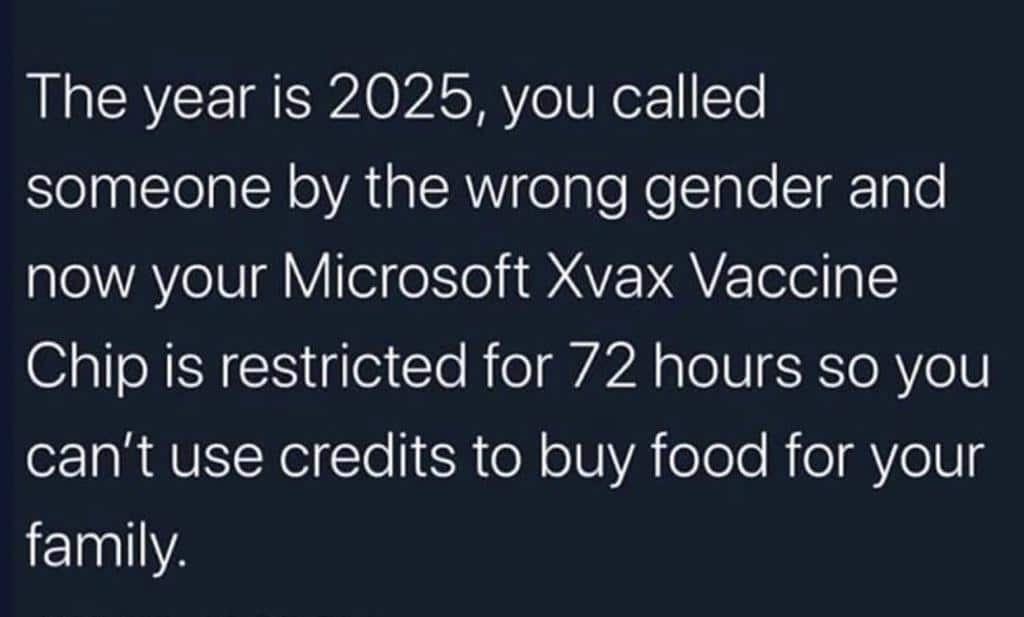 The year is 2025, you called
someone by the wrong gender and
now your Microsoft Xvax Vaccine
Chip is restricted for 72 hours so you
can’t use credits to buy food for your
family.